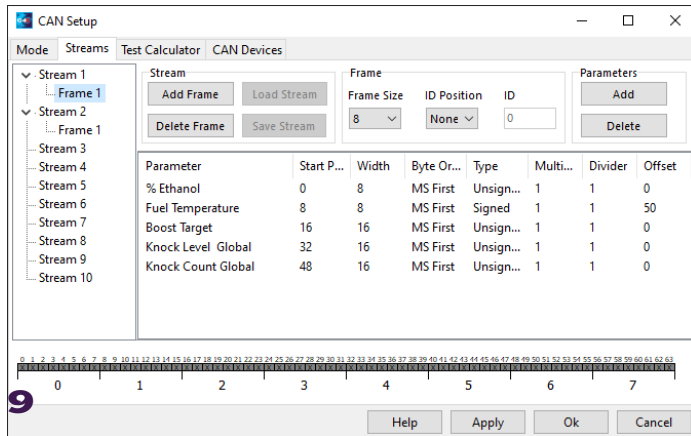 CAN Setup
Mode Streams Test Calculator CAN Devices
Stream 1
Frame 1
Stream 2
Frame 1
Stream 3
Stream 4
Stream 5
Stream 6
Stream 7
Stream 8
Stream 9
Stream 10
Stream
Add Frame Load Stream
Delete Frame Save Stream
Frame
Frame Size ID Position ID
8 None 0
Parameters
Add
Delete
Parameter Start P... Width Byte Or... Type Multi... Divider Offset
% Ethanol 0 8 MS First Unsign... 1 1 0
Fuel Temperature 8 8 MS First Signed 1 1 50
Boost Target 16 16 MS First Unsign... 1 1 0
Knock Level Global 32 16 MS First Unsign... 1 1 0
Knock Count Global 48 16 MS First Unsign... 1 1 0
0 1 2 3 4 5 6 7 8 9 10 11 12 13 14 15 16 17 18 19 20 21 22 23 24 25 26 27 28 29 30 31 32 33 34 35 36 37 38 39 40 41 42 43 44 45 46 47 48 49 50 51 52 53 54 55 56 57 58 59 60 61 62 63
X X X X X X X X X X X X X X X X X X X X X X X X X X X X X X X X X X X X X X X X X X X X X X X X X X X X X X X X X X X X X X X X
0 1 2 3 4 5 6 7
9
Help Apply Ok Cancel